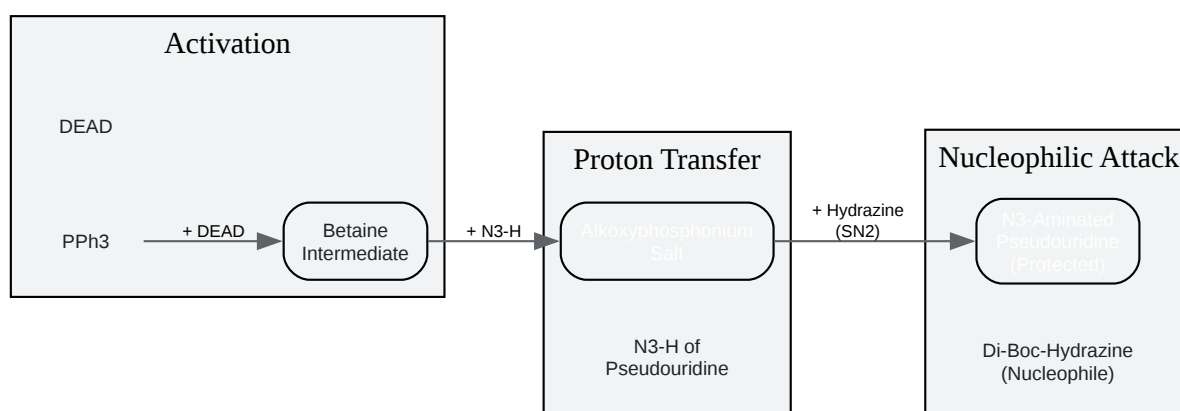 Activation
DEAD
PPh3
+ DEAD
Betaine
Intermediate
+ N3-H
Proton Transfer
Alkoxyphosphonium
Salt
N3-H of
Pseudouridine
+ Hydrazine
(SN2)
Nucleophilic Attack
N3-Aminated
Pseudouridine
(Protected)
Di-Boc-Hydrazine
(Nucleophile)